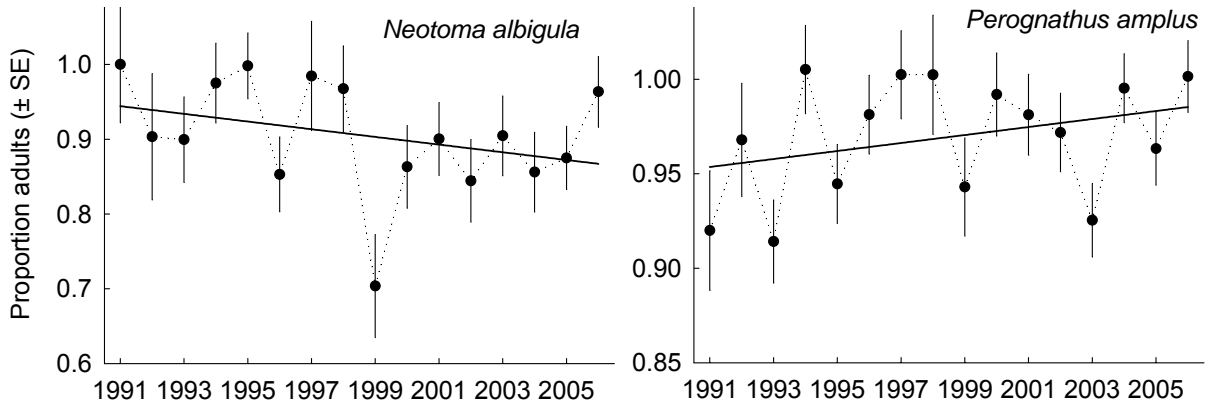 Neotoma albigula
Proportion adults (± SE)
1.0
0.9
0.8
0.7
0.6
1991 1993 1995 1997 1999 2001 2003 2005
Perognathus amplus
1.00
0.95
0.90
0.85
1991 1993 1995 1997 1999 2001 2003 2005